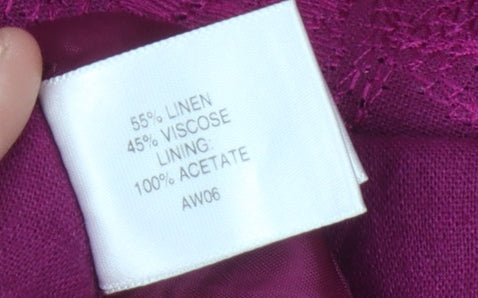 55% LINEN
45% VISCOSE
LINING:
100% ACETATE
AW06